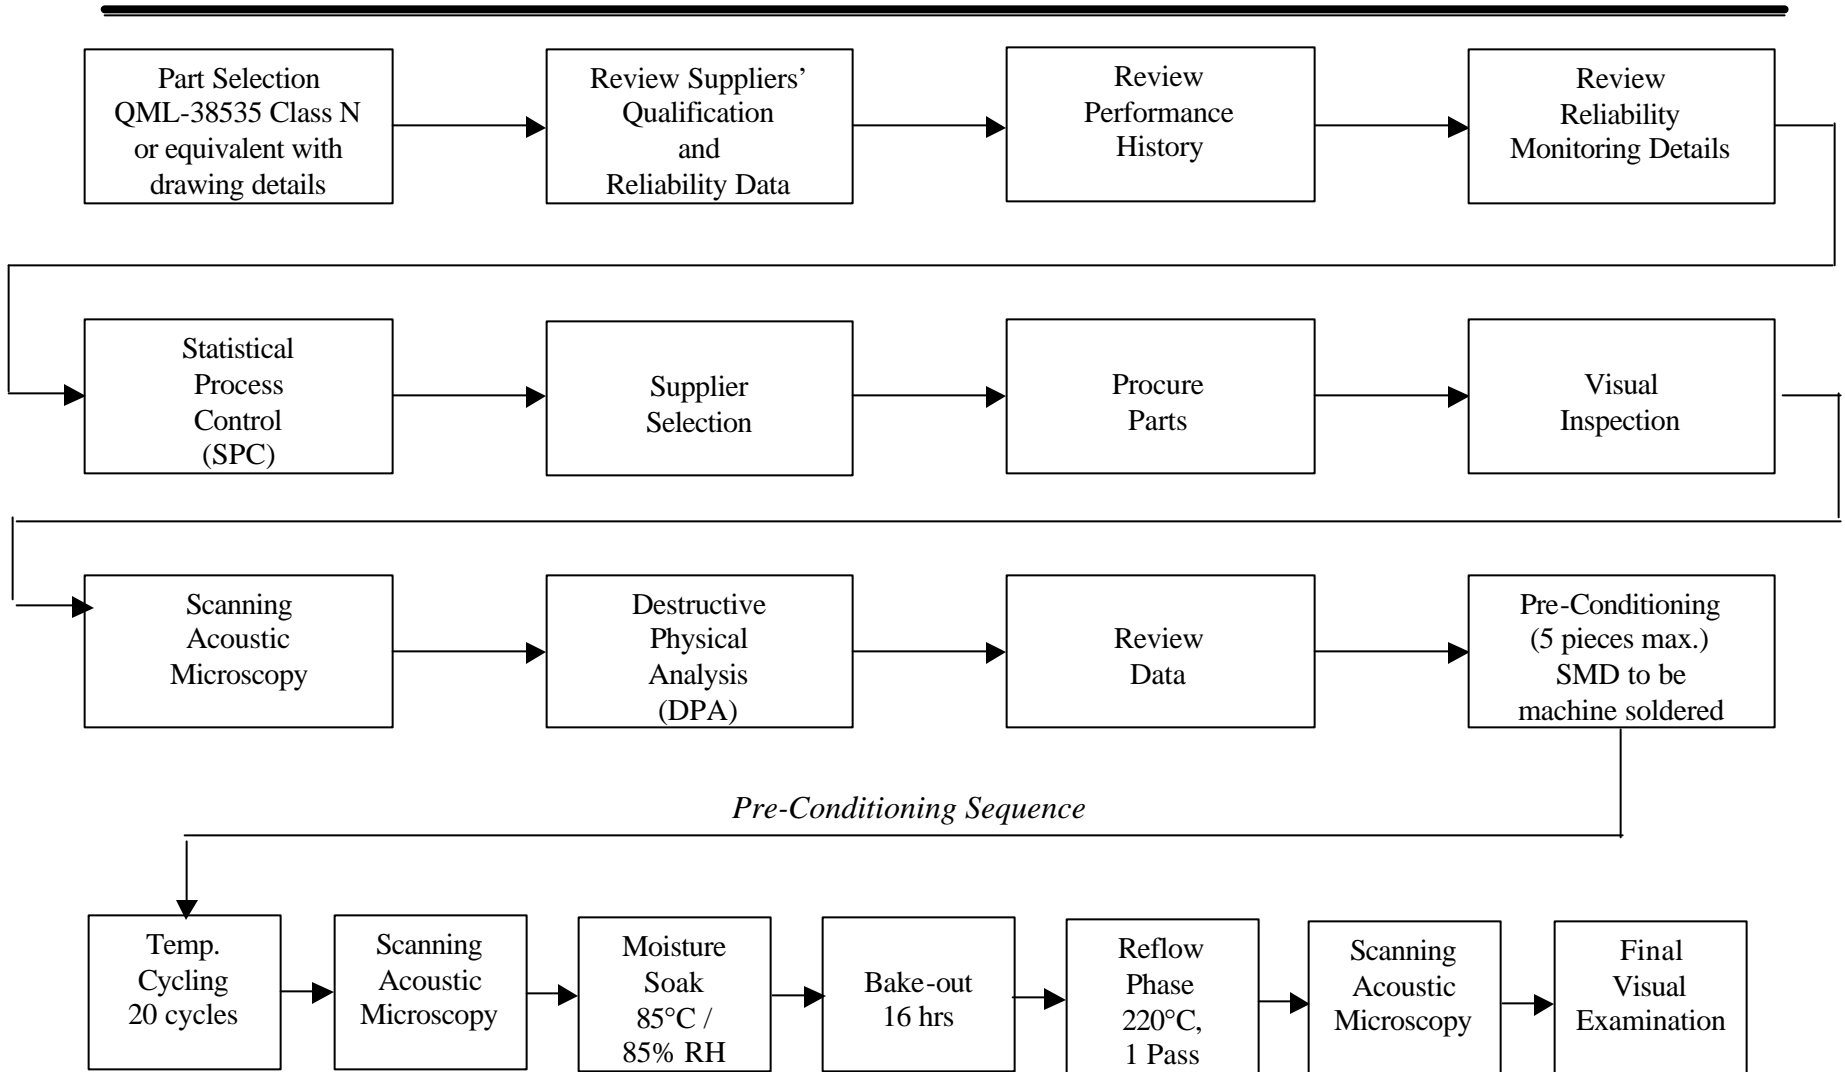 Part Selection
QML-38535 Class N
or equivalent with
drawing details
Review Suppliers’
Qualification
and
Reliability Data
Review
Performance
History
Review
Reliability
Monitoring Details
Statistical
Process
Control
(SPC)
Supplier
Selection
Procure
Parts
Visual
Inspection
Scanning
Acoustic
Microscopy
Destructive
Physical
Analysis
(DPA)
Review
Data
Pre-Conditioning
(5 pieces max.)
SMD to be
machine soldered
Pre-Conditioning Sequence
Temp.
Cycling
20 cycles
Scanning
Acoustic
Microscopy
Moisture
Soak
85°C /
85% RH
Bake-out
16 hrs
Reflow
Phase
220°C,
1 Pass
Scanning
Acoustic
Microscopy
Final
Visual
Examination